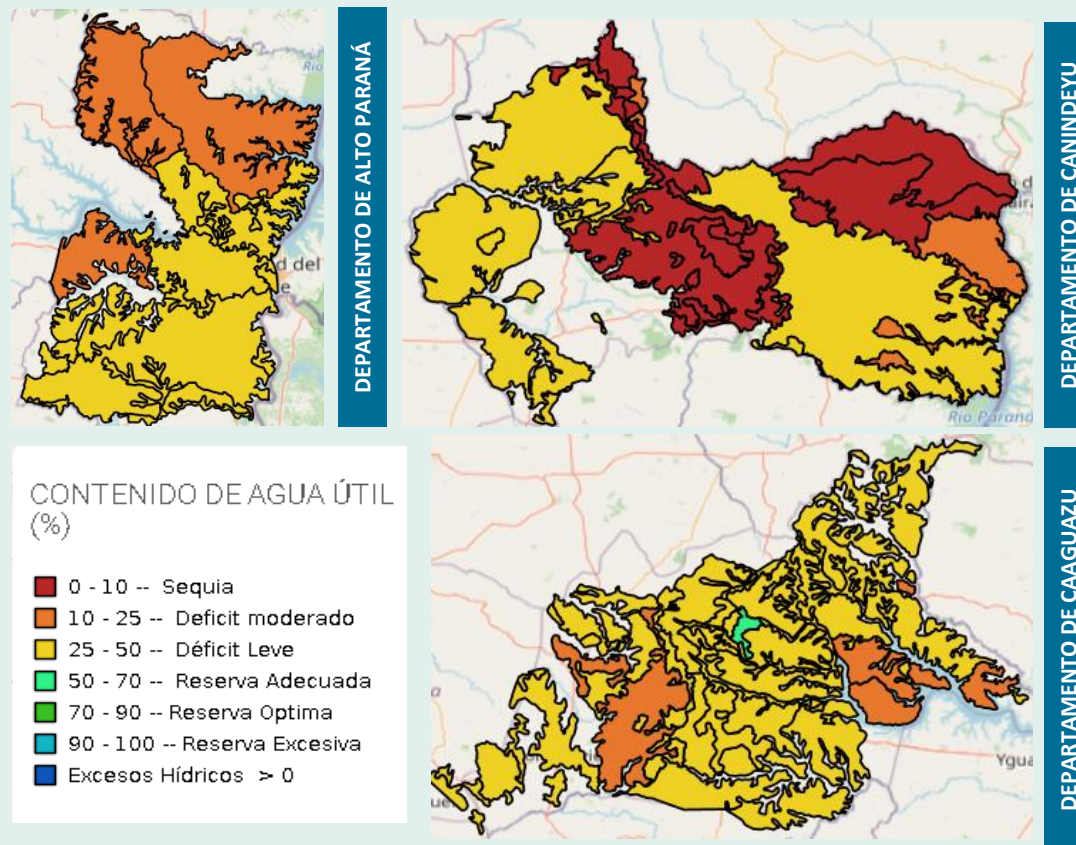 DEPARTAMENTO DE ALTO PARANÁ
DEPARTAMENTO DE CANINDEYU
Rio
d del
e
Rio Paraná
CONTENIDO DE AGUA ÚTIL
(%)
0 - 10 -- Sequia
10 - 25 -- Deficit moderado
25 - 50 -- Déficit Leve
50 - 70 -- Reserva Adecuada
70 - 90 -- Reserva Optima
90 - 100 -- Reserva Excesiva
Excesos Hídricos > 0
DEPARTAMENTO DE CAAGUAZU
Ygua